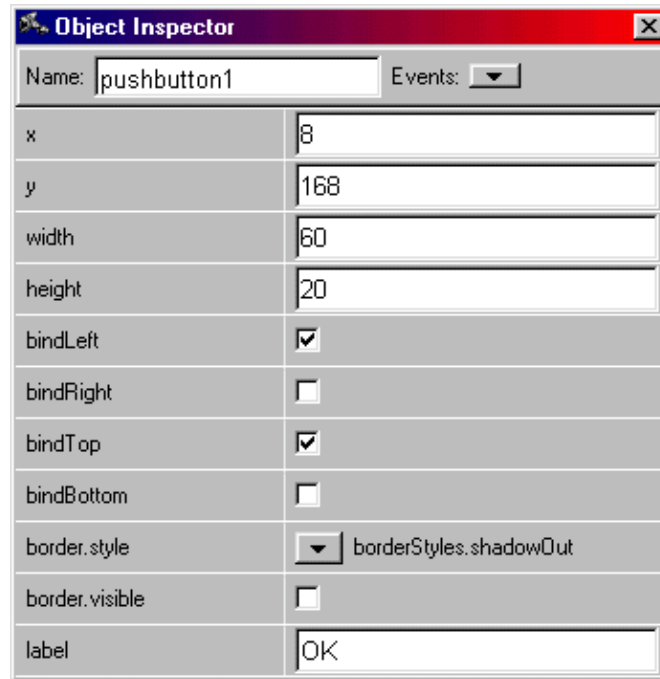 Object Inspector
Name: pushbutton1 Events:
x 8
y 168
width 60
height 20
bindLeft
bindRight
bindTop
bindBottom
border.style borderStyles.shadowOut
border.visible
label OK